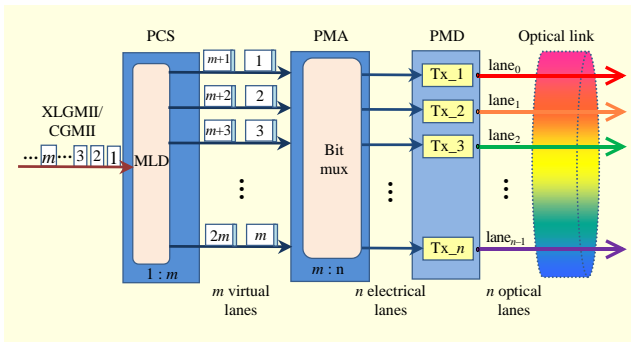 PCS
PMA
PMD
Optical link
XLGMII/
CGMII
... m ... 3 2 1
MLD
1 : m
m+1 1
m+2 2
m+3 3
2m m
m virtual
lanes
Bit
mux
m : n
n electrical
lanes
Tx_1
Tx_2
Tx_3
Tx_n
n optical
lanes
lane0
lane1
lane2
lanen–1